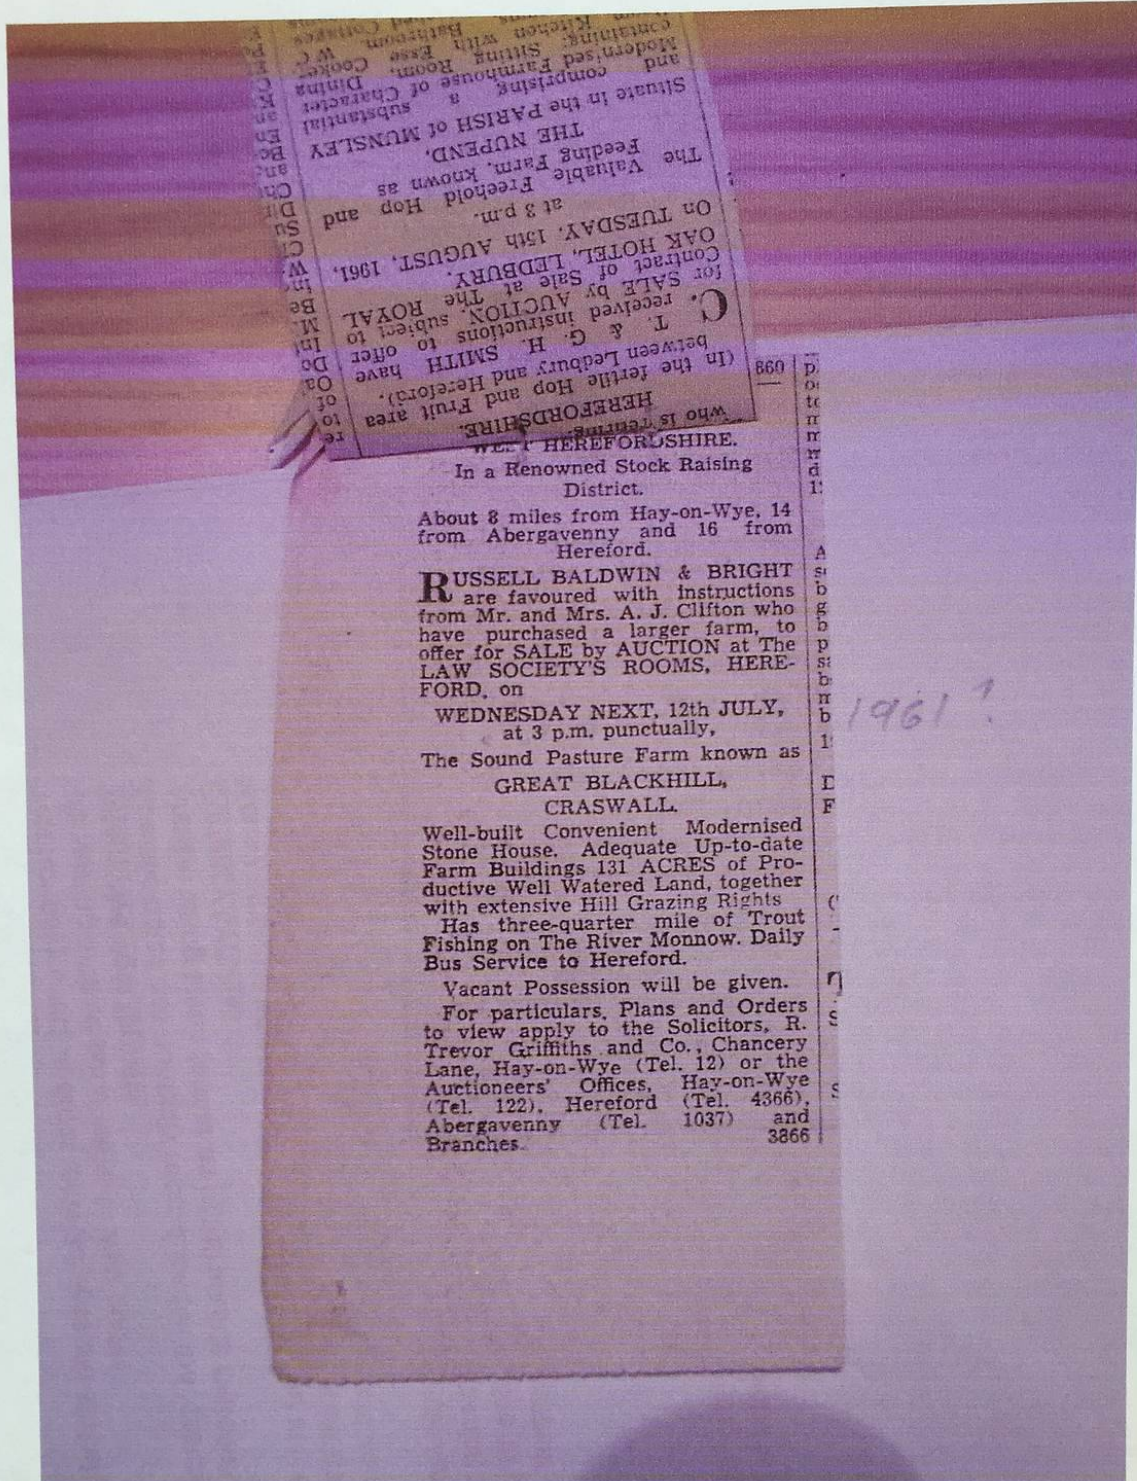 WEST HEREFORDSHIRE.
In a Renowned Stock Raising
District.
About 8 miles from Hay-on-Wye, 14
from Abergavenny and 16 from
Hereford.
RUSSELL BALDWIN & BRIGHT
are favoured with instructions
from Mr. and Mrs. A. J. Clifton who
have purchased a larger farm, to
offer for SALE by AUCTION at The
LAW SOCIETY'S ROOMS, HERE-
FORD, on
WEDNESDAY NEXT, 12th JULY,
at 3 p.m. punctually,
The Sound Pasture Farm known as
GREAT BLACKHILL,
CRASWALL.
Well-built Convenient Modernised
Stone House. Adequate Up-to-date
Farm Buildings 131 ACRES of Pro-
ductive Well Watered Land, together
with extensive Hill Grazing Rights
Has three-quarter mile of Trout
Fishing on The River Monnow. Daily
Bus Service to Hereford.
Vacant Possession will be given.
For particulars, Plans and Orders
to view apply to the Solicitors, R.
Trevor Griffiths and Co., Chancery
Lane, Hay-on-Wye (Tel. 12) or the
Auctioneers' Offices, Hay-on-Wye
(Tel. 122), Hereford (Tel. 4366),
Abergavenny (Tel. 1037) and
Branches. 3866
860
1961 ?
who is retiring.
HEREFORDSHIRE.
(In the fertile Hop and Fruit area
between Ledbury and Hereford).
C. T. & G. H. SMITH have
received instructions to offer
for SALE by AUCTION, subject to
Contract of Sale at The ROYAL
OAK HOTEL, LEDBURY,
On TUESDAY, 15th AUGUST, 1961,
at 3 p.m.
The Valuable Freehold Hop and
Feeding Farm, known as
THE NUPEND,
Situate in the PARISH of MUNSLEY
and comprising a substantial
Modernised Farmhouse of Character
containing: Sitting Room, Dining
Kitchen with Esse Cooker,
Bathroom, W.C.
Cottages